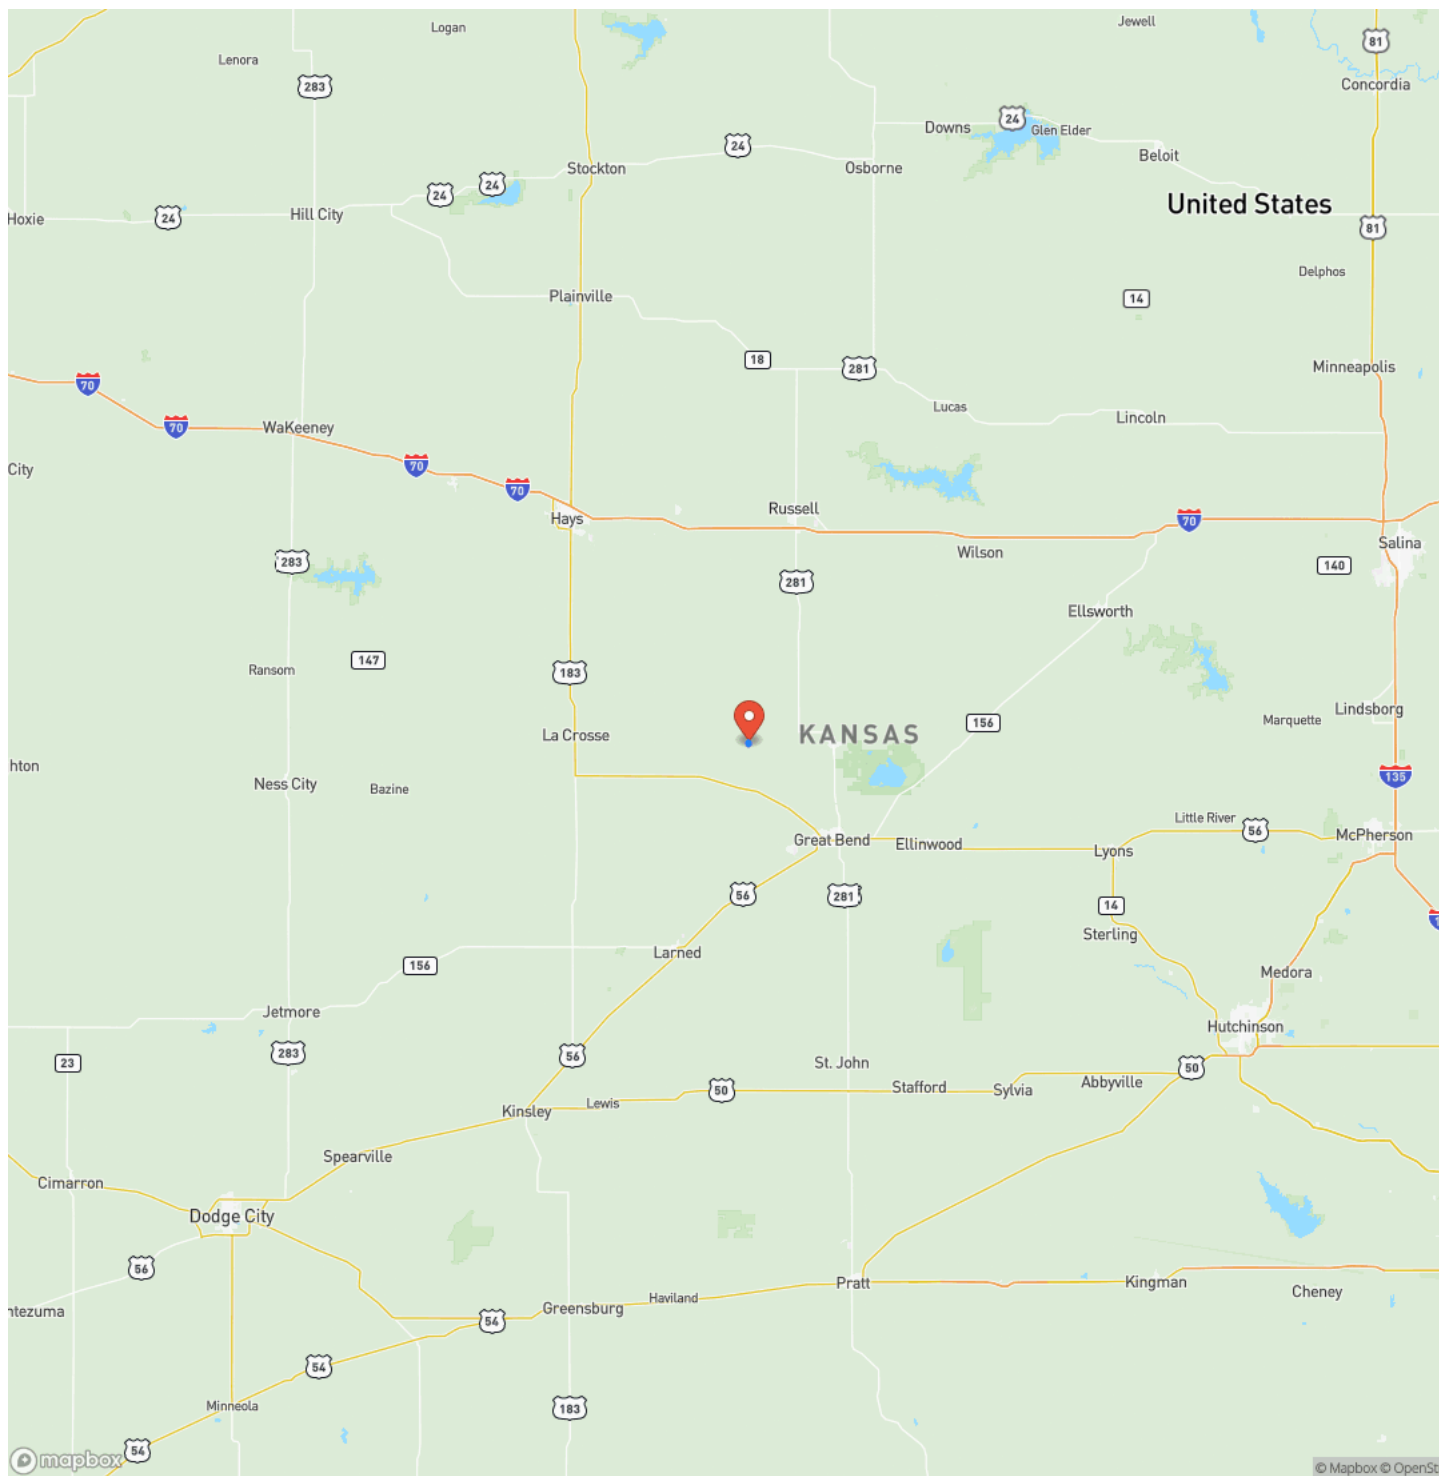 Logan
Jewell
81
Lenora
283
Concordia
24
Downs
Glen Elder
24
Beloit
Stockton
Osborne
24
24
United States
Hoxie
24
Hill City
81
Delphos
Plainville
14
18
281
Minneapolis
70
Lucas
Lincoln
70
WaKeeney
City
70
70
Hays
Russell
70
Wilson
Salina
283
140
281
Ellsworth
147
Ransom
183
Lindsborg
Marquette
156
La Crosse
KANSAS
hton
135
Ness City
Bazine
Little River
56
McPherson
Great Bend
Ellinwood
Lyons
56
281
14
Sterling
Larned
156
Medora
Jetmore
Hutchinson
283
56
23
St. John
50
Abbyville
50
Stafford
Sylvia
Lewis
Kinsley
Spearville
Cimarron
Dodge City
56
Pratt
Kingman
Cheney
Haviland
Greensburg
ntezuma
54
54
Minneola
183
54
mapbox
© Mapbox © OpenSt